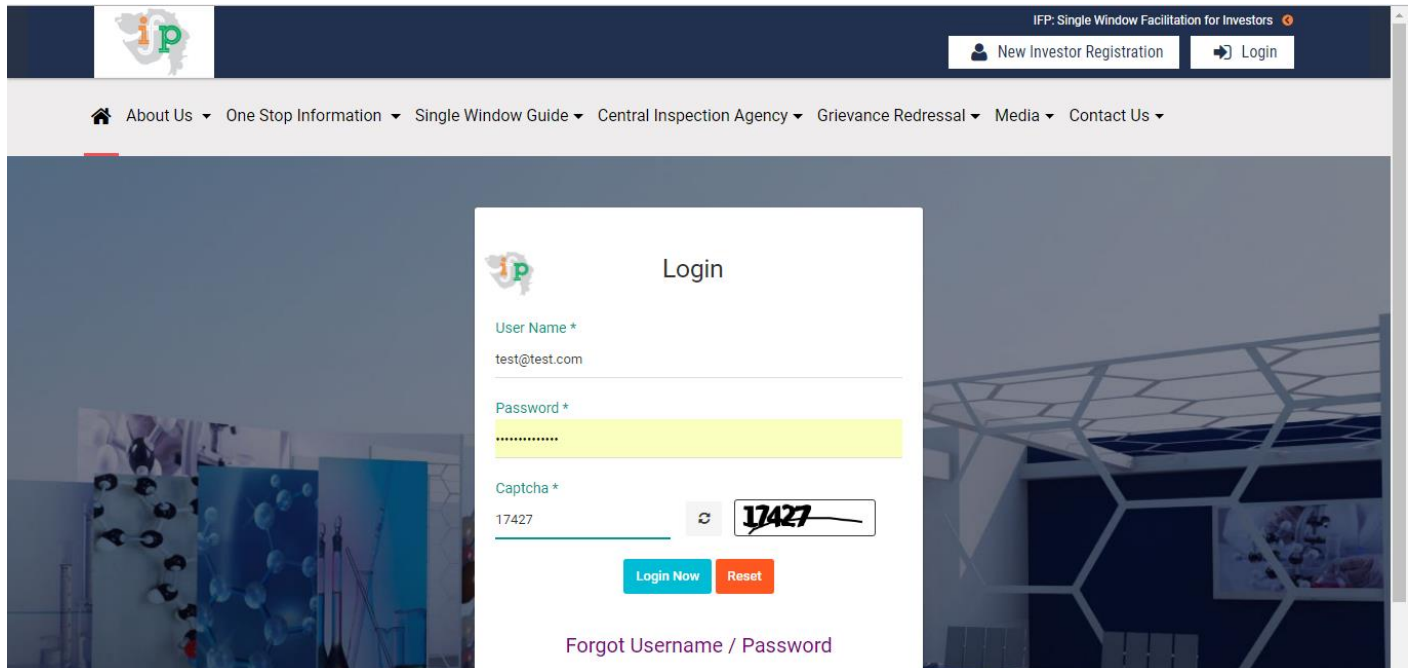 ifp
IFP: Single Window Facilitation for Investors
New Investor Registration
Login
About Us
One Stop Information
Single Window Guide
Central Inspection Agency
Grievance Redressal
Media
Contact Us
ifp
Login
User Name *
test@test.com
Password *
••••••••••••••
Captcha *
17427
17427
Login Now
Reset
Forgot Username / Password